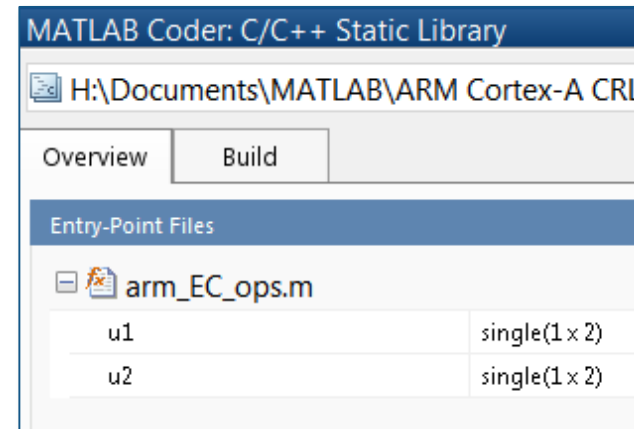 MATLAB Coder: C/C++ Static Library
H:\Documents\MATLAB\ARM Cortex-A CRL
Overview Build
Entry-Point Files
arm_EC_ops.m
u1 single(1 x 2)
u2 single(1 x 2)